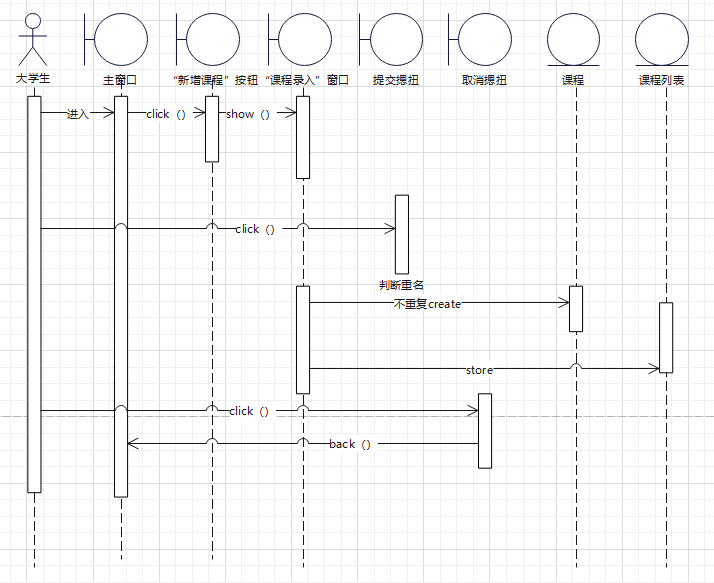 大学生
主窗口
“新增课程”按钮
“课程录入”窗口
提交摁扭
取消摁扭
课程
课程列表
进入
click（）
show（）
click（）
判断重名
不重复create
store
click（）
back（）